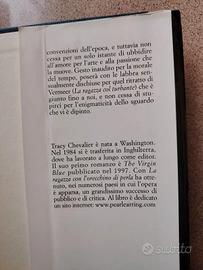 convenzioni dell'epoca, e tuttavia non
cessa per un solo istante di ubbidire
all'amore per l'arte e alla passione che
la muove. Gesto inaudito per la morale
del tempo, poserà con le labbra sen-
sualmente dischiuse per quel ritratto di
Vermeer (La ragazza col turbante) che è
giunto fino a noi, e non cessa di stu-
pirci per l'enigmaticità dello sguardo
che vi è dipinto.
Tracy Chevalier è nata a Washington.
Nel 1984 si è trasferita in Inghilterra,
dove ha lavorato a lungo come editor.
Il suo primo romanzo è The Virgin
Blue pubblicato nel 1997. Con La
ragazza con l'orecchino di perla ha otte-
nuto, nei numerosi paesi in cui l'opera
è apparsa, un grandissimo successo di
pubblico e di critica. Al libro è dedicato
un sito internet: www.pearlearring.com
subito